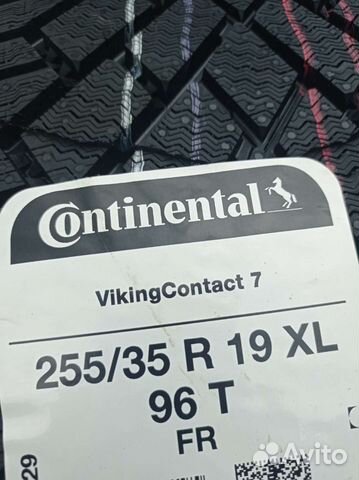 Continental
VikingContact 7
255/35 R 19 XL
96 T
FR
29
Avito